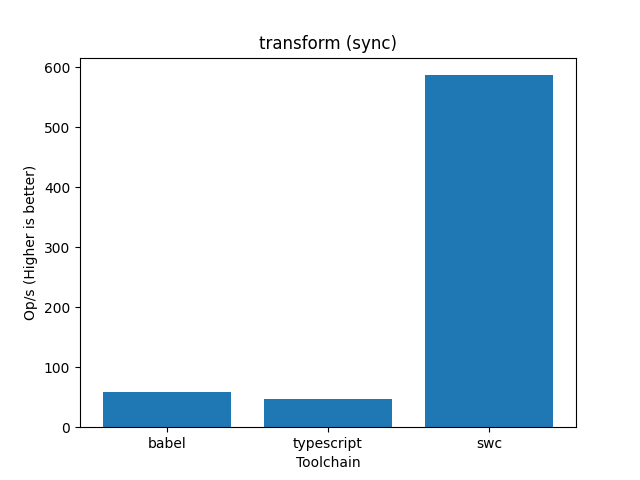 transform (sync)
600
500
400
300
200
100
0
Op/s (Higher is better)
babel typescript swc
Toolchain